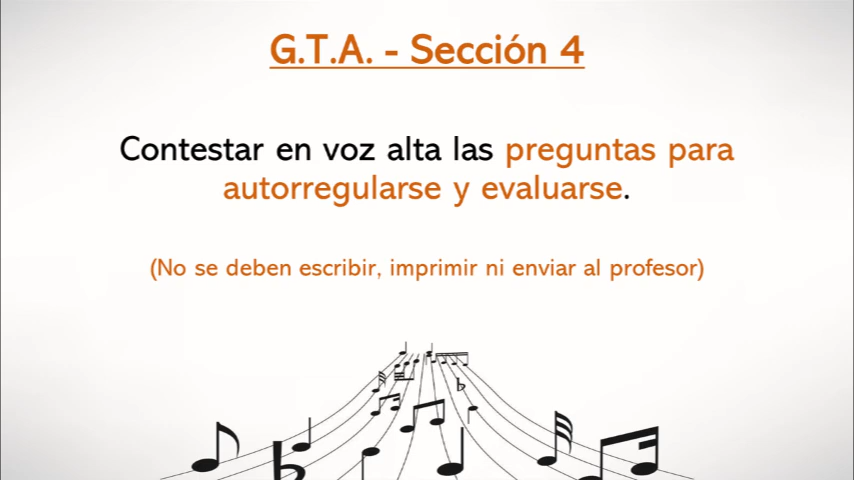 G.T.A. - Sección 4
Contestar en voz alta las preguntas para
autorregularse y evaluarse.
(No se deben escribir, imprimir ni enviar al profesor)